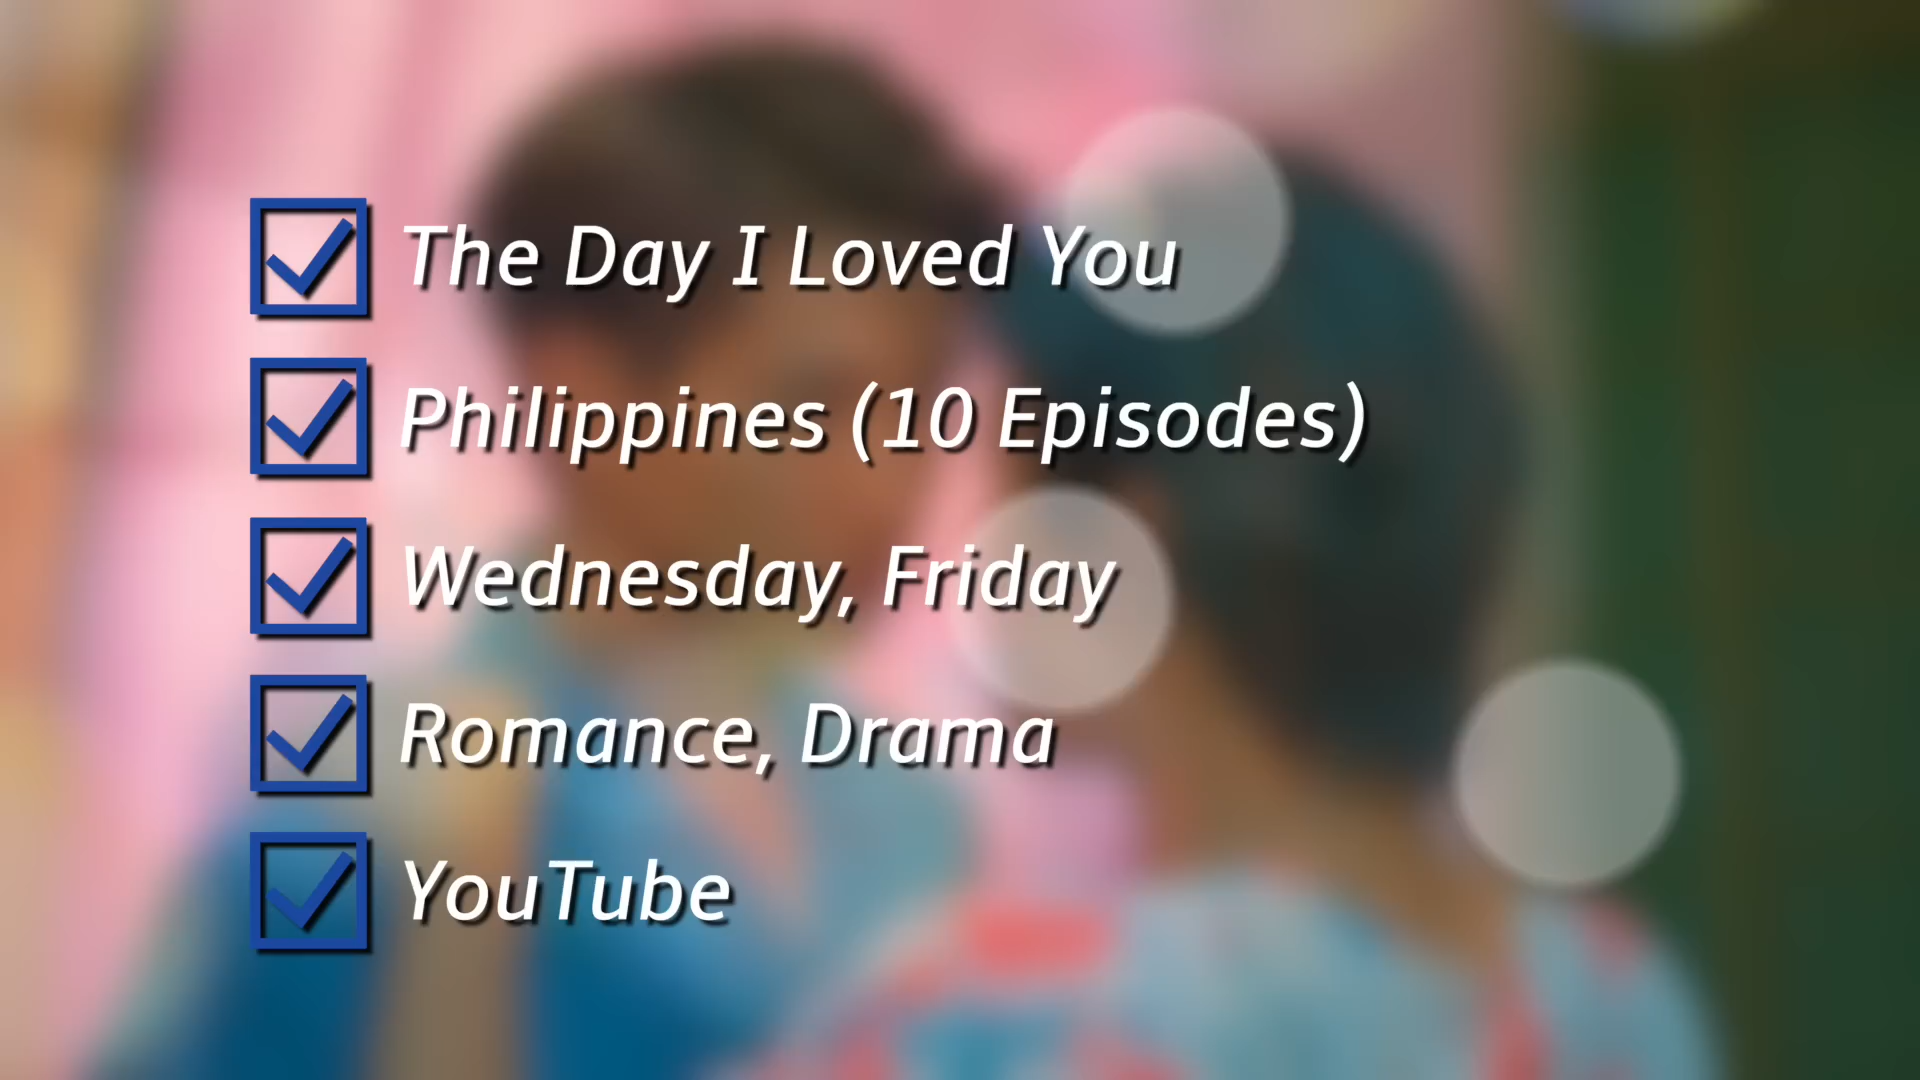 The Day I Loved You
Philippines (10 Episodes)
Wednesday, Friday
Romance, Drama
YouTube